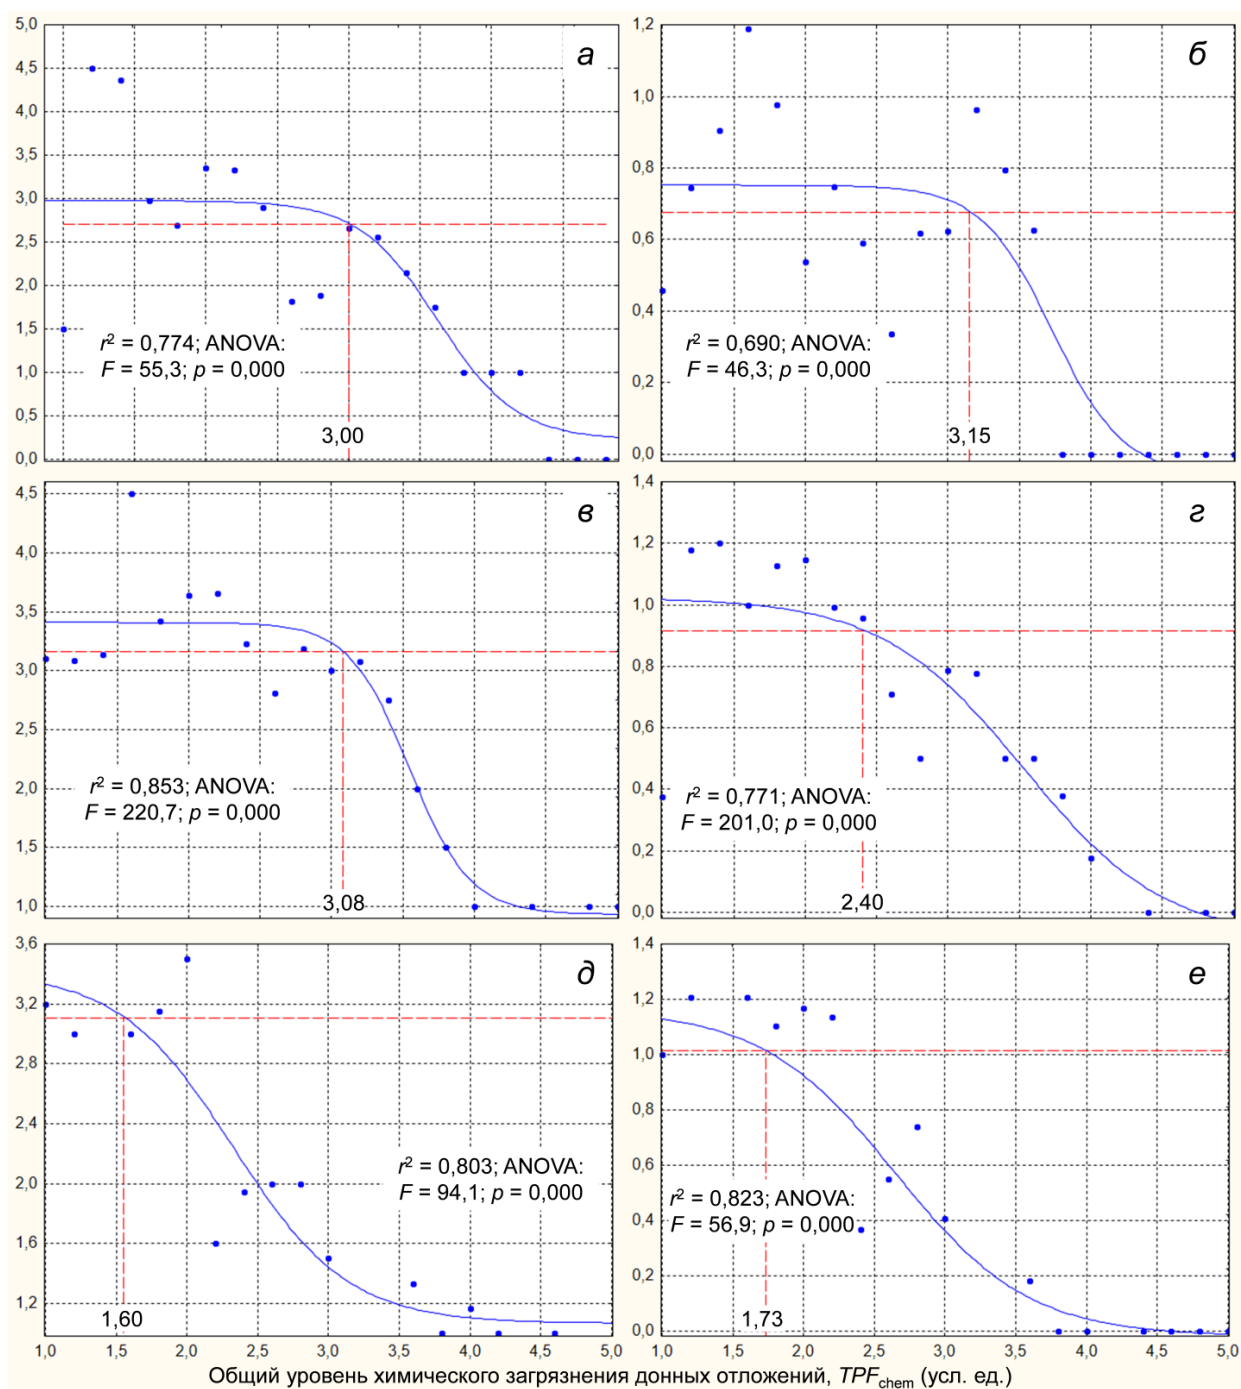 5,0
4,5
4,0
3,5
3,0
2,5
2,0
1,5
1,0
0,5
0,0
а
r² = 0,774; ANOVA:
F = 55,3; p = 0,000
3,00
1,2
1,0
0,8
0,6
0,4
0,2
0,0
б
r² = 0,690; ANOVA:
F = 46,3; p = 0,000
3,15
4,5
4,0
3,5
3,0
2,5
2,0
1,5
1,0
в
r² = 0,853; ANOVA:
F = 220,7; p = 0,000
3,08
1,4
1,2
1,0
0,8
0,6
0,4
0,2
0,0
г
r² = 0,771; ANOVA:
F = 201,0; p = 0,000
2,40
3,6
3,2
2,8
2,4
2,0
1,6
1,2
д
r² = 0,803; ANOVA:
F = 94,1; p = 0,000
1,60
1,0 1,5 2,0 2,5 3,0 3,5 4,0 4,5 5,0
1,4
1,2
1,0
0,8
0,6
0,4
0,2
0,0
е
r² = 0,823; ANOVA:
F = 56,9; p = 0,000
1,73
1,0 1,5 2,0 2,5 3,0 3,5 4,0 4,5 5,0
Общий уровень химического загрязнения донных отложений, TPFchem (усл. ед.)